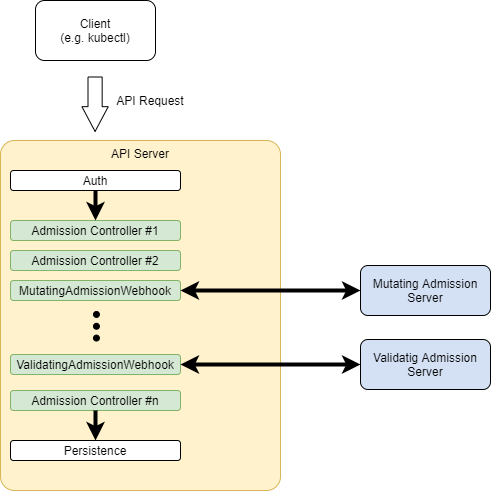 Client
(e.g. kubectl)
API Request
API Server
Auth
Admission Controller #1
Admission Controller #2
MutatingAdmissionWebhook
Mutating Admission
Server
ValidatingAdmissionWebhook
Validatig Admission
Server
Admission Controller #n
Persistence